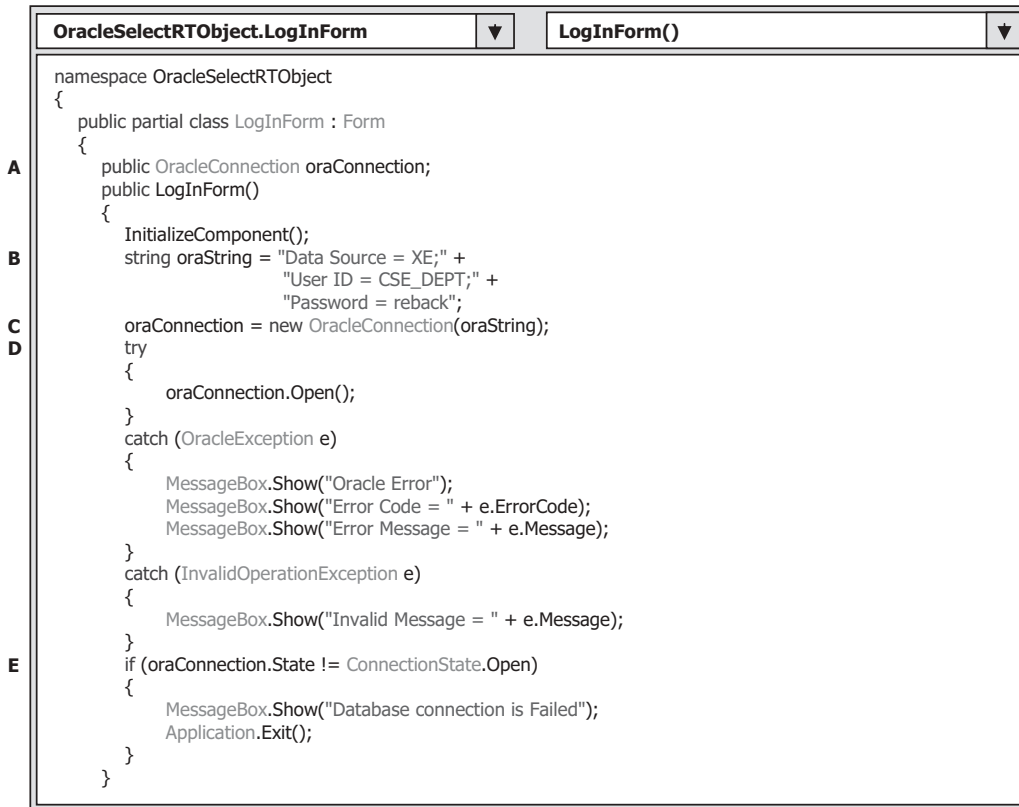 OracleSelectRTObject.LogInForm LogInForm()
namespace OracleSelectRTObject
{
public partial class LogInForm : Form
{
A public OracleConnection oraConnection;
public LogInForm()
{
InitializeComponent();
B string oraString = "Data Source = XE;" +
"User ID = CSE_DEPT;" +
"Password = reback";
C oraConnection = new OracleConnection(oraString);
D try
{
oraConnection.Open();
}
catch (OracleException e)
{
MessageBox.Show("Oracle Error");
MessageBox.Show("Error Code = " + e.ErrorCode);
MessageBox.Show("Error Message = " + e.Message);
}
catch (InvalidOperationException e)
{
MessageBox.Show("Invalid Message = " + e.Message);
}
E if (oraConnection.State != ConnectionState.Open)
{
MessageBox.Show("Database connection is Failed");
Application.Exit();
}
}